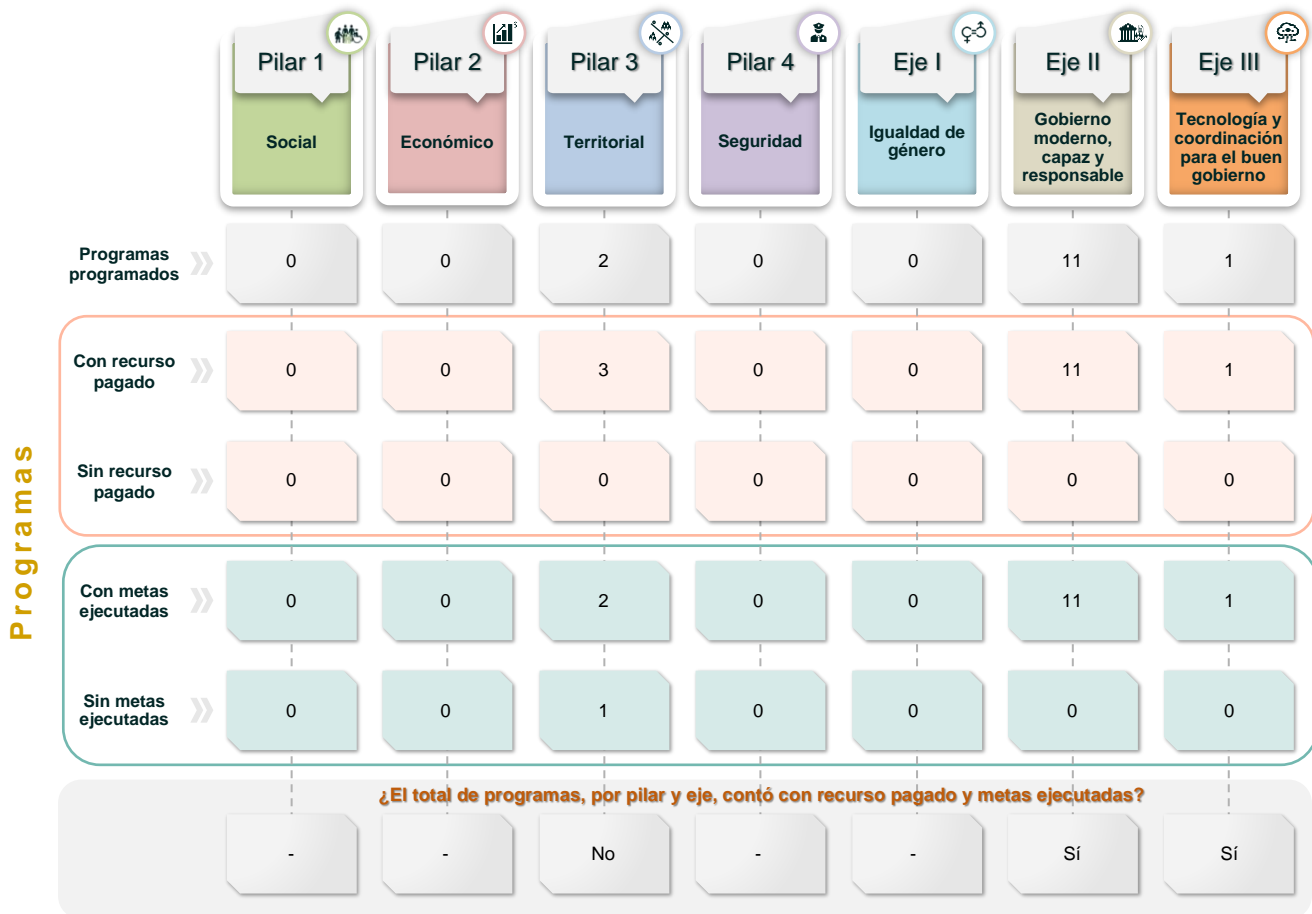 Pilar 1
Pilar 2
Pilar 3
Pilar 4
Eje I
Eje II
Eje III
Social
Económico
Territorial
Seguridad
Igualdad de
género
Gobierno
moderno,
capaz y
responsable
Tecnología y
coordinación
para el buen
gobierno
Programas
Programas
programados
0 0 2 0 0 11 1
Con recurso
pagado
0 0 3 0 0 11 1
Sin recurso
pagado
0 0 0 0 0 0 0
Con metas
ejecutadas
0 0 2 0 0 11 1
Sin metas
ejecutadas
0 0 1 0 0 0 0
¿El total de programas, por pilar y eje, contó con recurso pagado y metas ejecutadas?
- - No - - Sí Sí